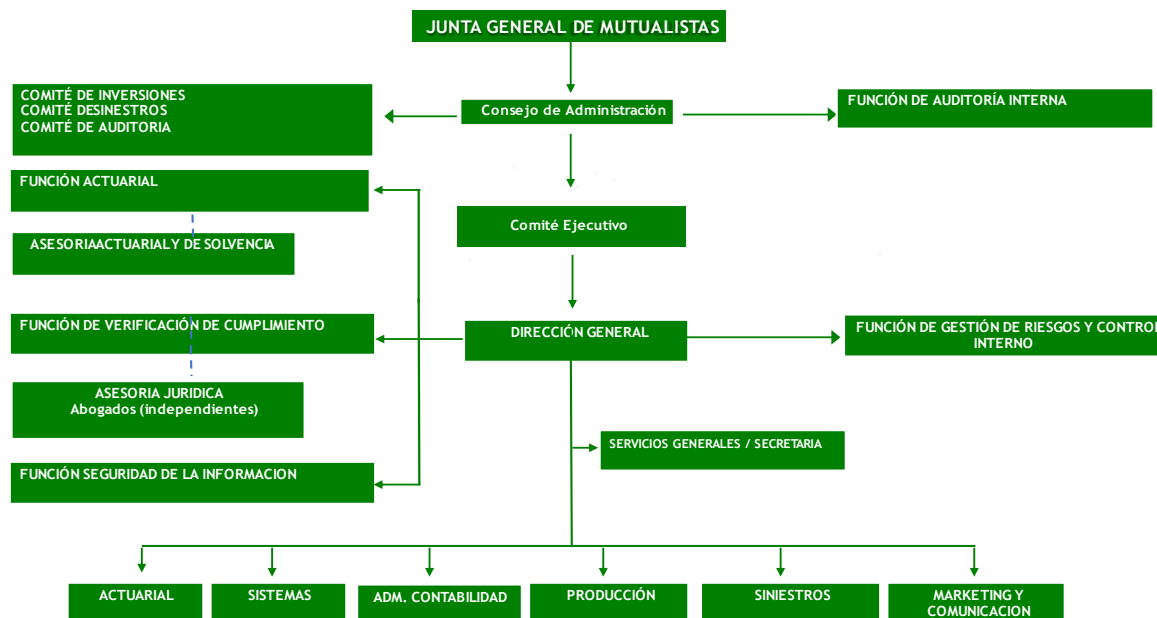 JUNTA GENERAL DE MUTUALISTAS
COMITÉ DE INVERSIONES
COMITÉ DESINESTROS
COMITÉ DE AUDITORIA
Consejo de Administración
FUNCIÓN DE AUDITORÍA INTERNA
FUNCIÓN ACTUARIAL
Comité Ejecutivo
ASESORIAACTUARIAL Y DE SOLVENCIA
FUNCIÓN DE VERIFICACIÓN DE CUMPLIMIENTO
DIRECCIÓN GENERAL
FUNCIÓN DE GESTIÓN DE RIESGOS Y CONTROL
INTERNO
ASESORIA JURIDICA
Abogados (independientes)
SERVICIOS GENERALES / SECRETARIA
FUNCIÓN SEGURIDAD DE LA INFORMACION
ACTUARIAL
SISTEMAS
ADM. CONTABILIDAD
PRODUCCIÓN
SINIESTROS
MARKETING Y
COMUNICACION